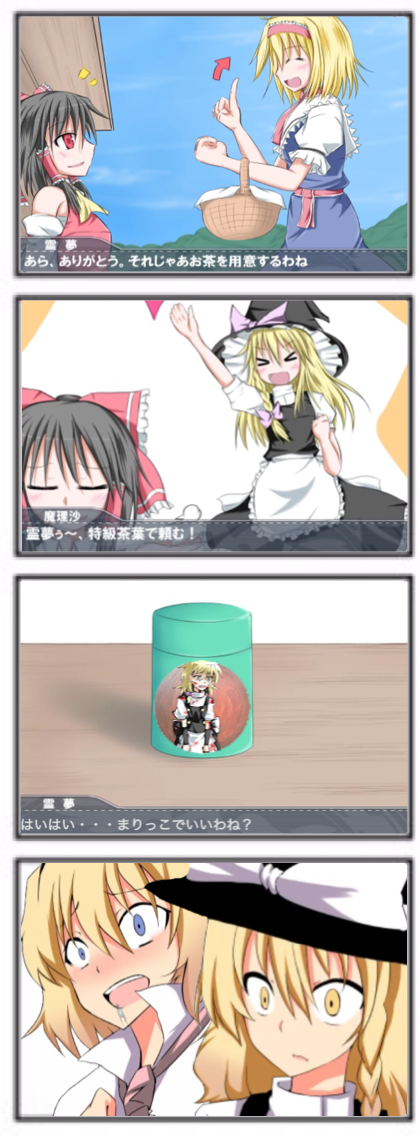 霊夢
あら、ありがとう。それじゃあお茶を用意するわね
魔理沙
霊夢ぅ～、特級茶葉で頼む！
霊夢
はいはい・・・まりっこでいいわね？